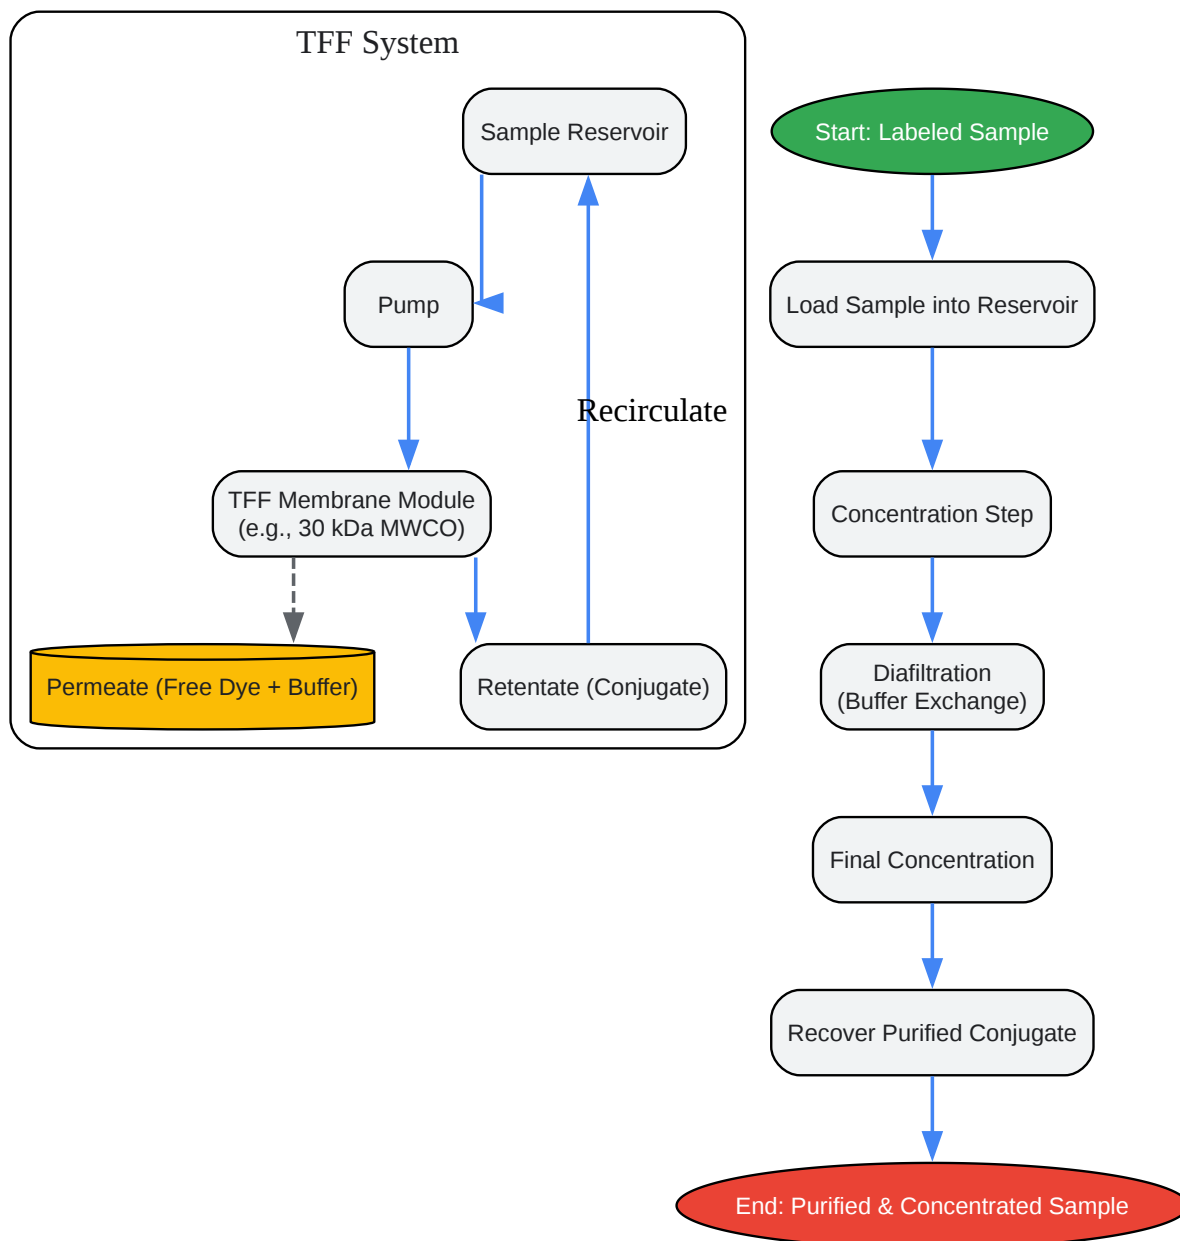 TFF System
Sample Reservoir
Pump
Recirculate
TFF Membrane Module
(e.g., 30 kDa MWCO)
Permeate (Free Dye + Buffer)
Retentate (Conjugate)
Start: Labeled Sample
Load Sample into Reservoir
Concentration Step
Diafiltration
(Buffer Exchange)
Final Concentration
Recover Purified Conjugate
End: Purified & Concentrated Sample